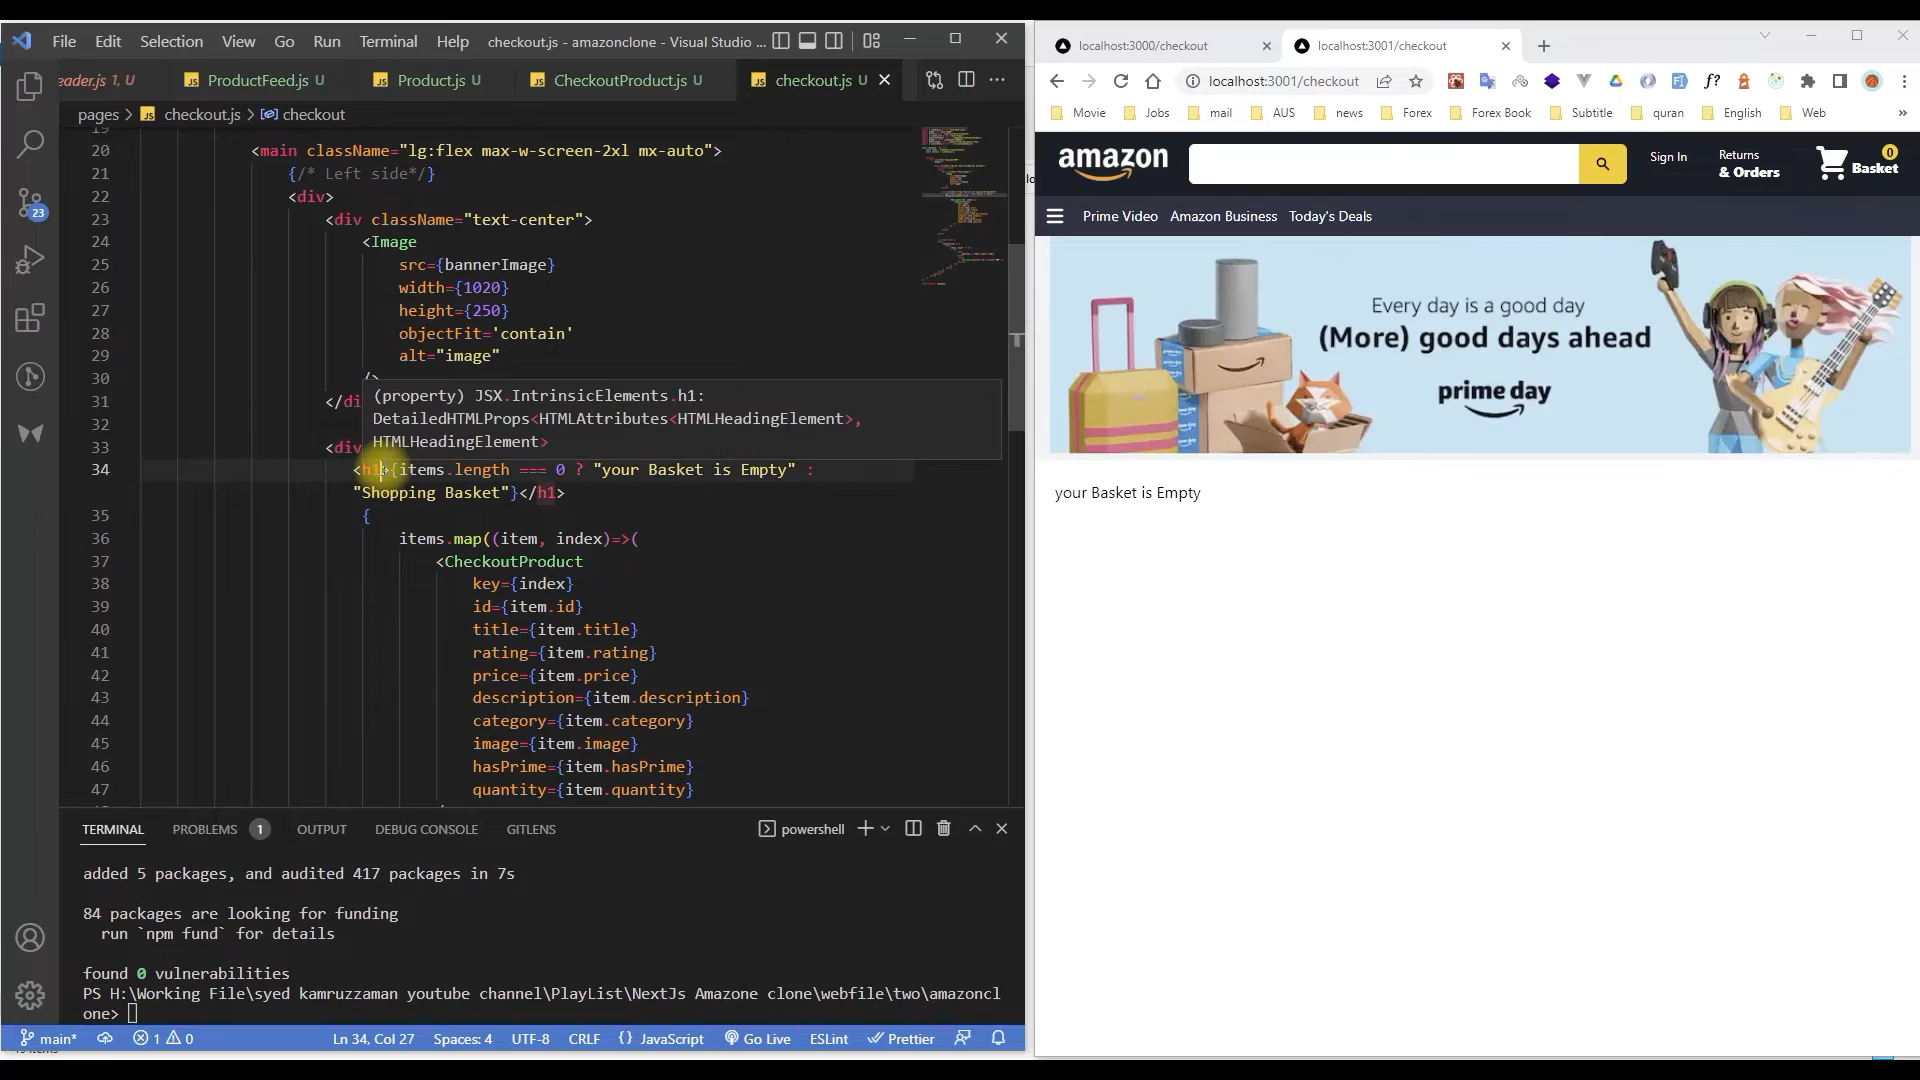 File Edit Selection View Go Run Terminal Help checkout.js - amazonclone - Visual Studio ...
eader.js 1, U ProductFeed.js U Product.js U CheckoutProduct.js U checkout.js U
pages > checkout.js > checkout
19
20 <main className="lg:flex max-w-screen-2xl mx-auto">
21 {/* Left side*/}
22 <div>
23 <div className="text-center">
24 <Image
25 src={bannerImage}
26 width={1020}
27 height={250}
28 objectFit='contain'
29 alt="image"
30 />
31 </di
32
33 <div
(property) JSX.IntrinsicElements.h1:
DetailedHTMLProps<HTMLAttributes<HTMLHeadingElement>,
HTMLHeadingElement>
34 <h1>{items.length === 0 ? "your Basket is Empty" :
"Shopping Basket"}</h1>
35 {
36 items.map((item, index)=>(
37 <CheckoutProduct
38 key={index}
39 id={item.id}
40 title={item.title}
41 rating={item.rating}
42 price={item.price}
43 description={item.description}
44 category={item.category}
45 image={item.image}
46 hasPrime={item.hasPrime}
47 quantity={item.quantity}
23
TERMINAL PROBLEMS 1 OUTPUT DEBUG CONSOLE GITLENS powershell
added 5 packages, and audited 417 packages in 7s
84 packages are looking for funding
run `npm fund` for details
found 0 vulnerabilities
PS H:\Working File\syed kamruzzaman youtube channel\PlayList\NextJs Amazone clone\webfile\two\amazoncl
one>
main* 1 0 Ln 34, Col 27 Spaces: 4 UTF-8 CRLF {} JavaScript Go Live ESLint Prettier
localhost:3000/checkout localhost:3001/checkout
localhost:3001/checkout
Movie Jobs mail AUS news Forex Forex Book Subtitle quran English Web »
amazon Sign In Returns & Orders 0 Basket
Prime Video Amazon Business Today's Deals
Every day is a good day
(More) good days ahead
prime day
your Basket is Empty